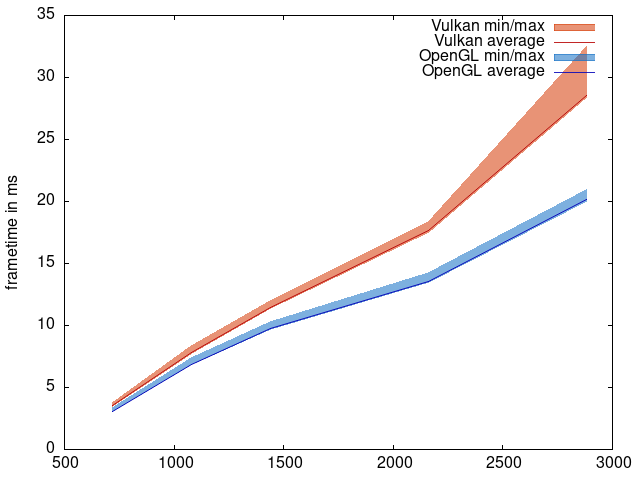 35
30
25
20
15
10
5
0
frametime in ms
Vulkan min/max
Vulkan average
OpenGL min/max
OpenGL average
500 1000 1500 2000 2500 3000